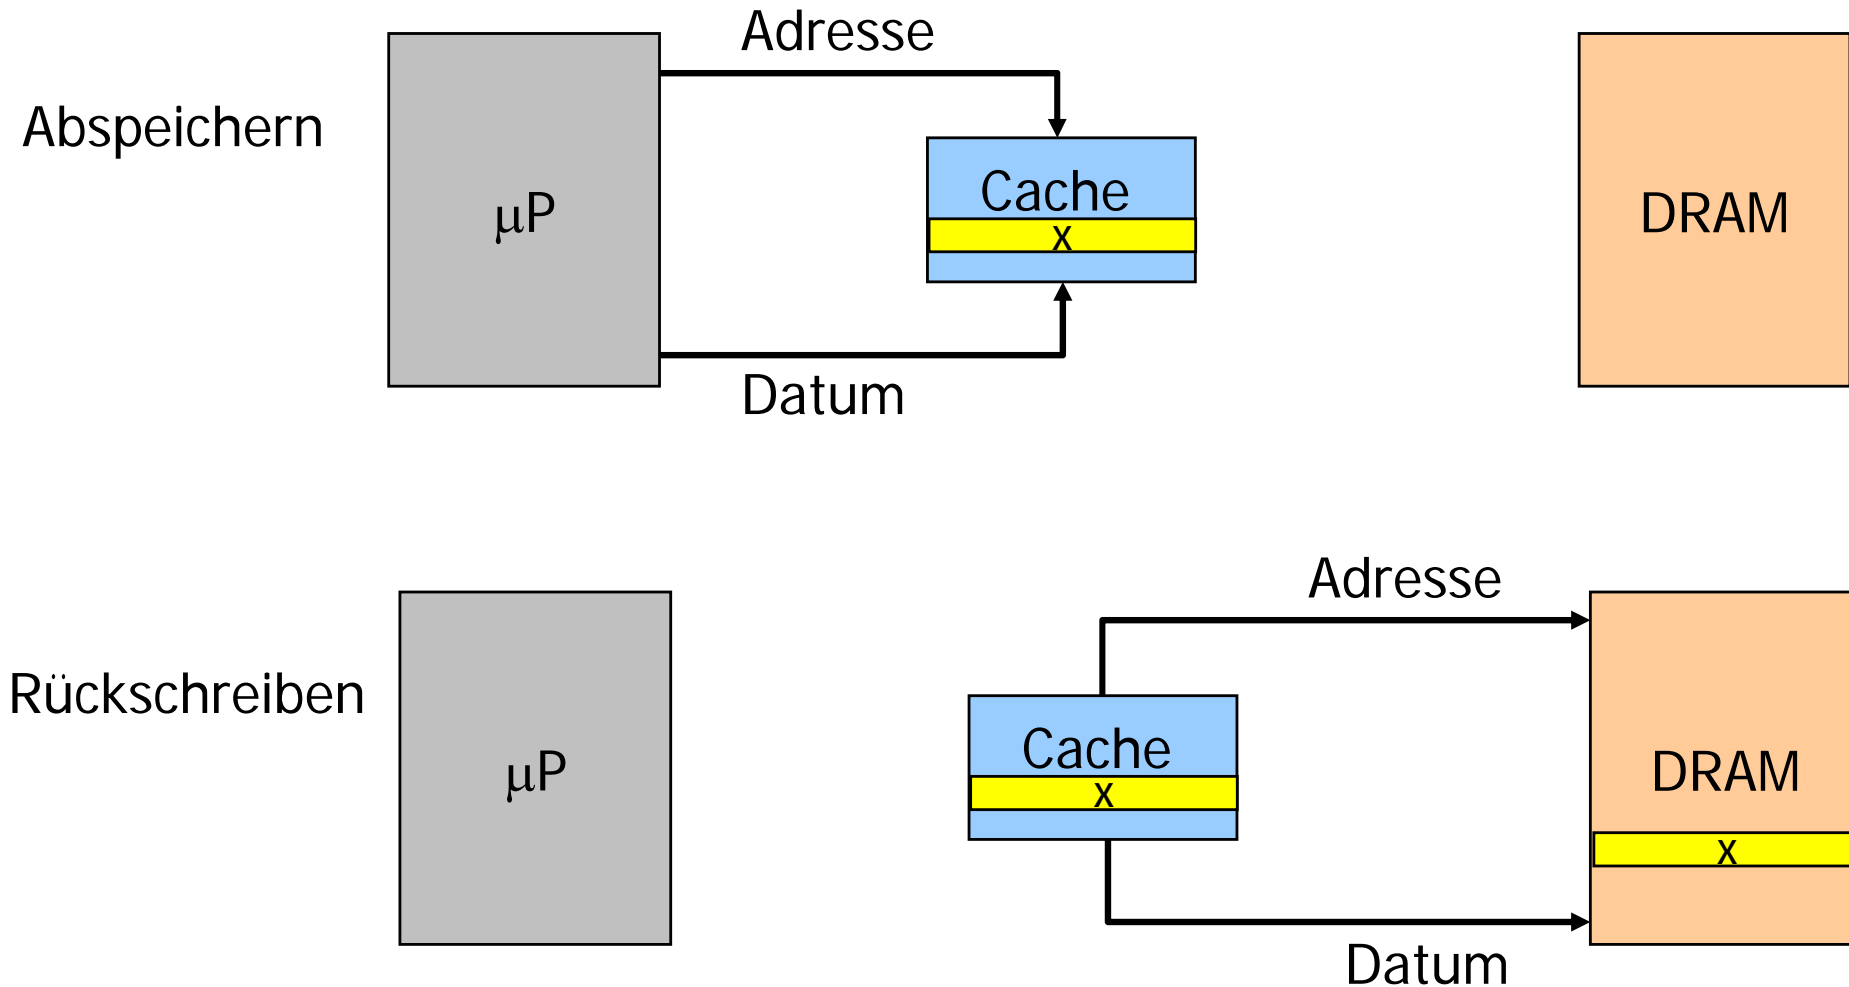 Adresse
Abspeichern
µP
Cache
x
DRAM
Datum
Adresse
Rückschreiben
µP
Cache
x
DRAM
x
Datum